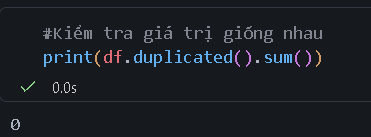 #Kiểm tra giá trị giống nhau
print(df.duplicated().sum())
0.0s
0